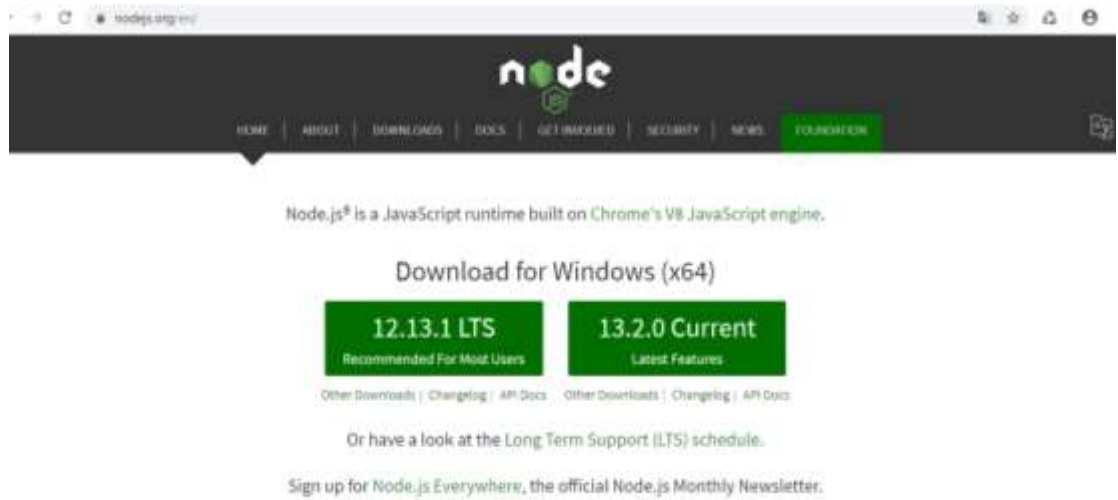 nodejs.org/en/
node
JS
HOME | ABOUT | DOWNLOADS | DOCS | GET INVOLVED | SECURITY | NEWS | FOUNDATION
Node.js® is a JavaScript runtime built on Chrome's V8 JavaScript engine.
Download for Windows (x64)
12.13.1 LTS
Recommended For Most Users
13.2.0 Current
Latest Features
Other Downloads | Changelog | API Docs
Other Downloads | Changelog | API Docs
Or have a look at the Long Term Support (LTS) schedule.
Sign up for Node.js Everywhere, the official Node.js Monthly Newsletter.